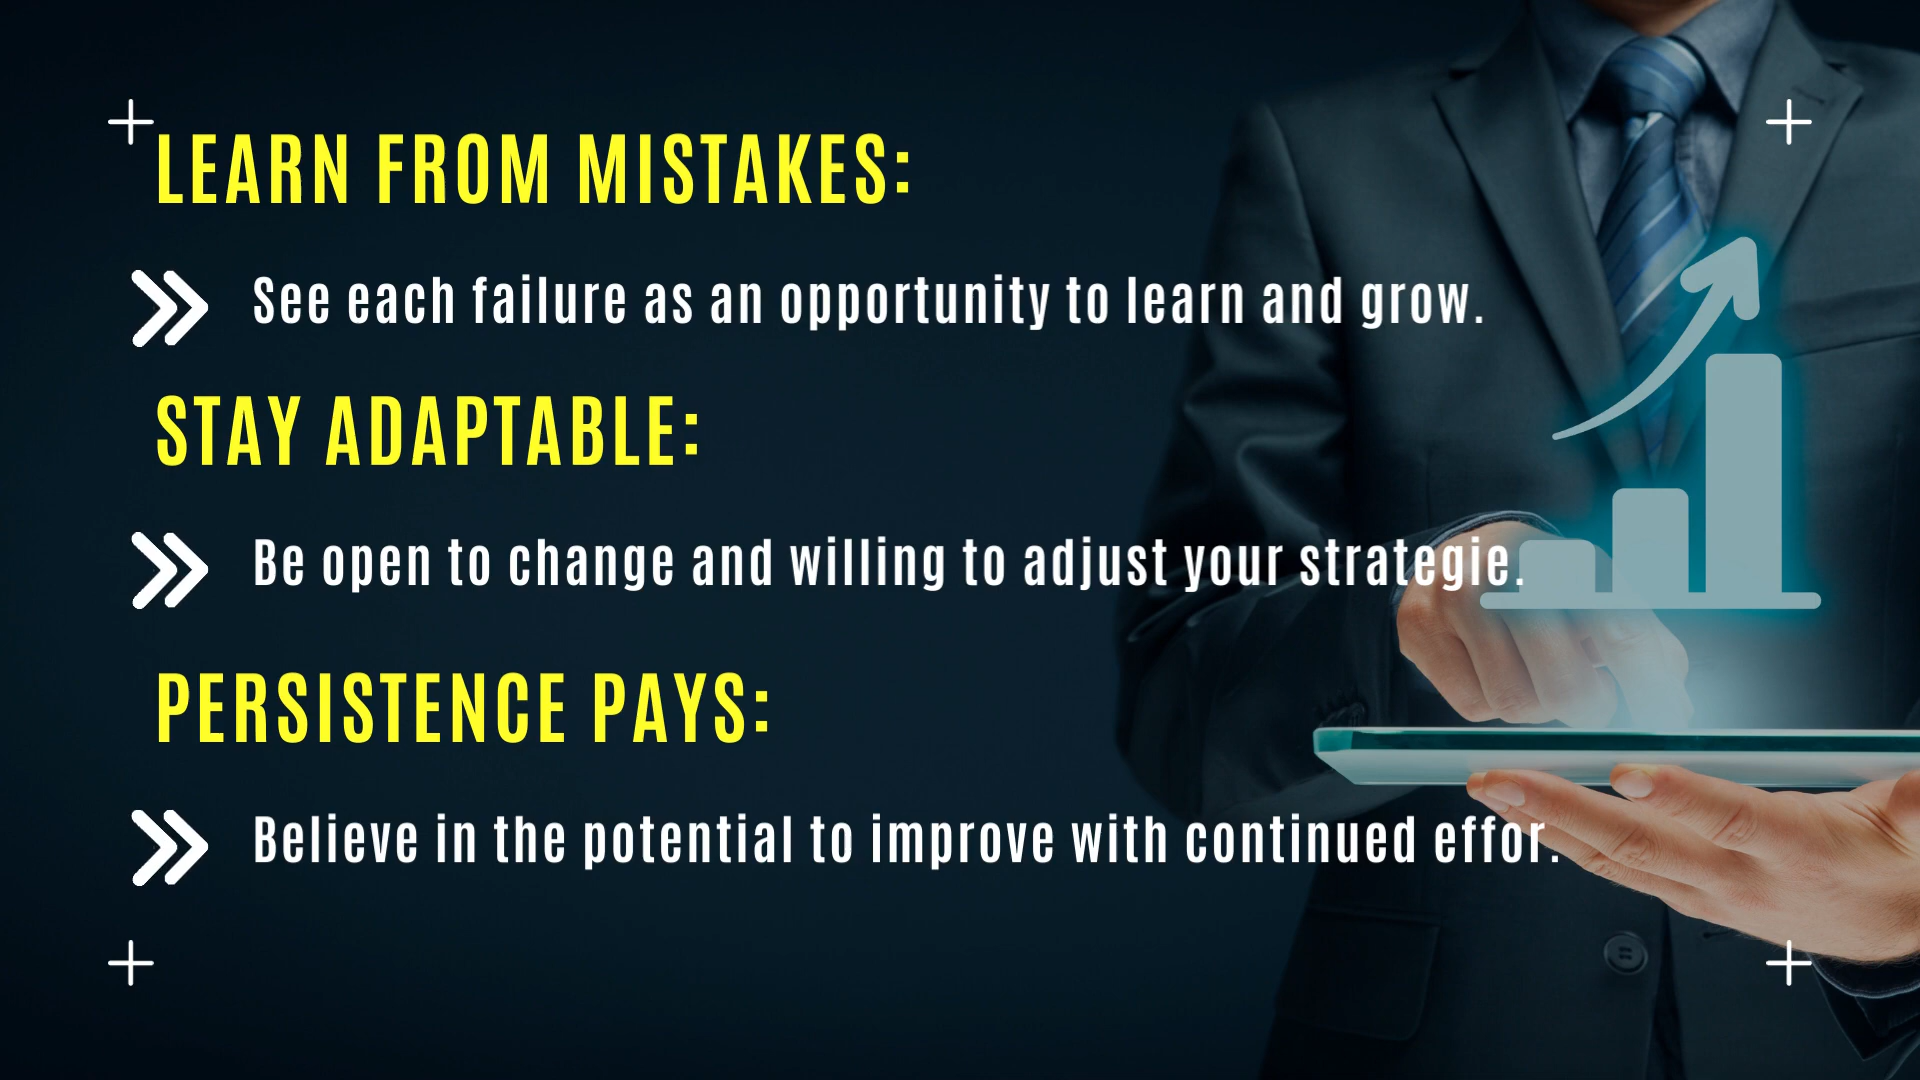 LEARN FROM MISTAKES:
See each failure as an opportunity to learn and grow.
STAY ADAPTABLE:
Be open to change and willing to adjust your strategie.
PERSISTENCE PAYS:
Believe in the potential to improve with continued effor.